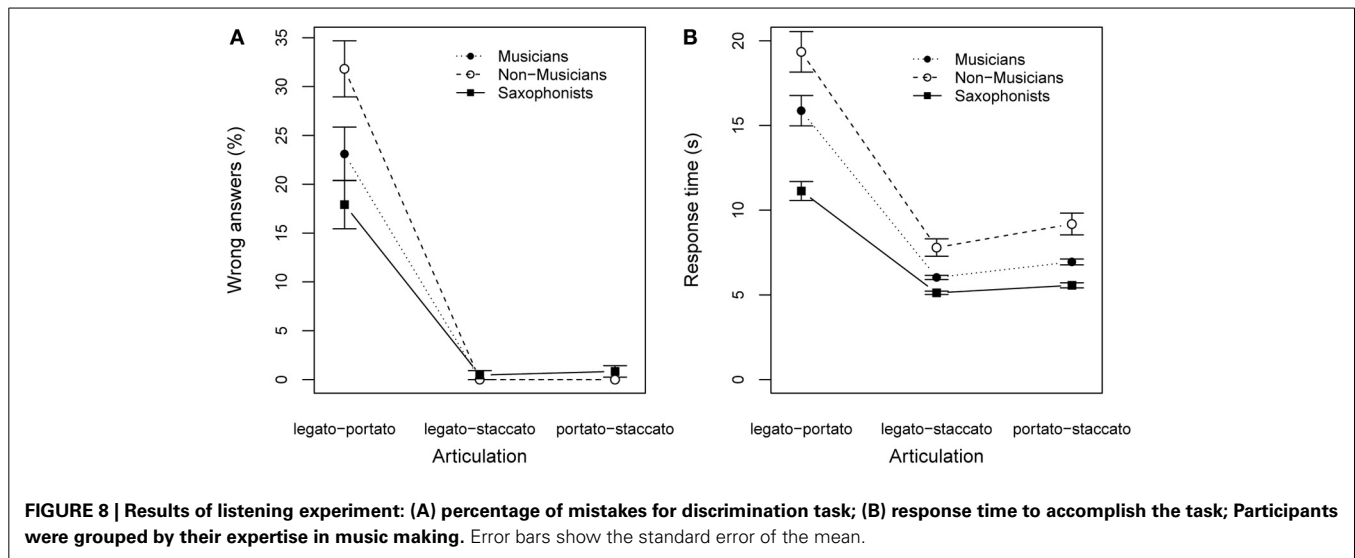 A
Wrong answers (%)
35
30
25
20
15
10
5
0
Musicians
Non−Musicians
Saxophonists
legato−portato
legato−staccato
portato−staccato
Articulation
B
Response time (s)
20
15
10
5
0
Musicians
Non−Musicians
Saxophonists
legato−portato
legato−staccato
portato−staccato
Articulation
FIGURE 8 | Results of listening experiment: (A) percentage of mistakes for discrimination task; (B) response time to accomplish the task; Participants
were grouped by their expertise in music making. Error bars show the standard error of the mean.